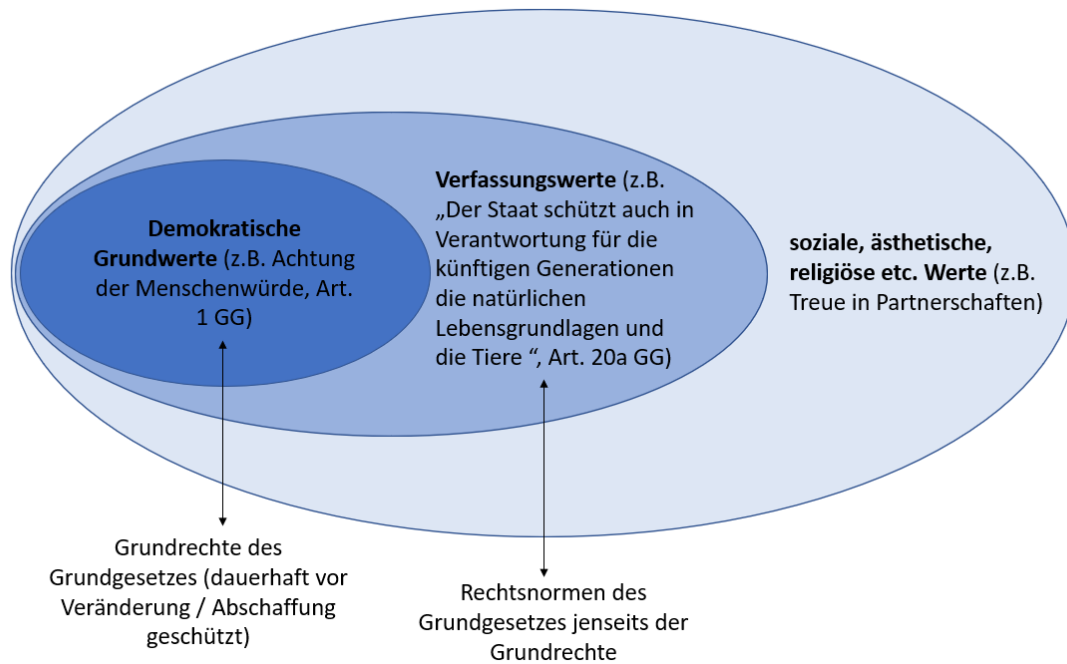 Demokratische
Grundwerte (z.B. Achtung
der Menschenwürde, Art.
1 GG)
Verfassungswerte (z.B.
„Der Staat schützt auch in
Verantwortung für die
künftigen Generationen
die natürlichen
Lebensgrundlagen und
die Tiere “, Art. 20a GG)
soziale, ästhetische,
religiöse etc. Werte (z.B.
Treue in Partnerschaften)
Grundrechte des
Grundgesetzes (dauerhaft vor
Veränderung / Abschaffung
geschützt)
Rechtsnormen des
Grundgesetzes jenseits der
Grundrechte